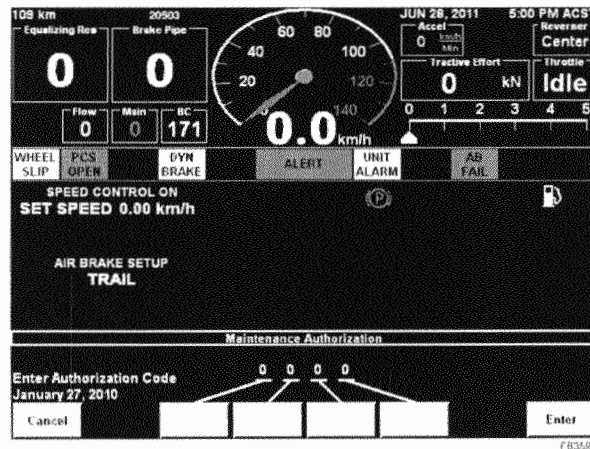 109 km 20503 JUN 28, 2011 5:00 PM ACST
Equalizing Res Brake Pipe Accel Reverser
0 0 0 km/h Min Center
Tractive Effort Throttle
0 kN Idle
Flow Main BC
0 0 171
0 20 40 60 80 100 120 140
0.0 km/h
0 1 2 3 4 5
WHEEL SLIP PCS OPEN DYN BRAKE ALERT UNIT ALARM AB FAIL
SPEED CONTROL ON
SET SPEED 0.00 km/h
(P)
AIR BRAKE SETUP
TRAIL
Maintenance Authorization
0 0 0 0
Enter Authorization Code
January 27, 2010
Cancel Enter